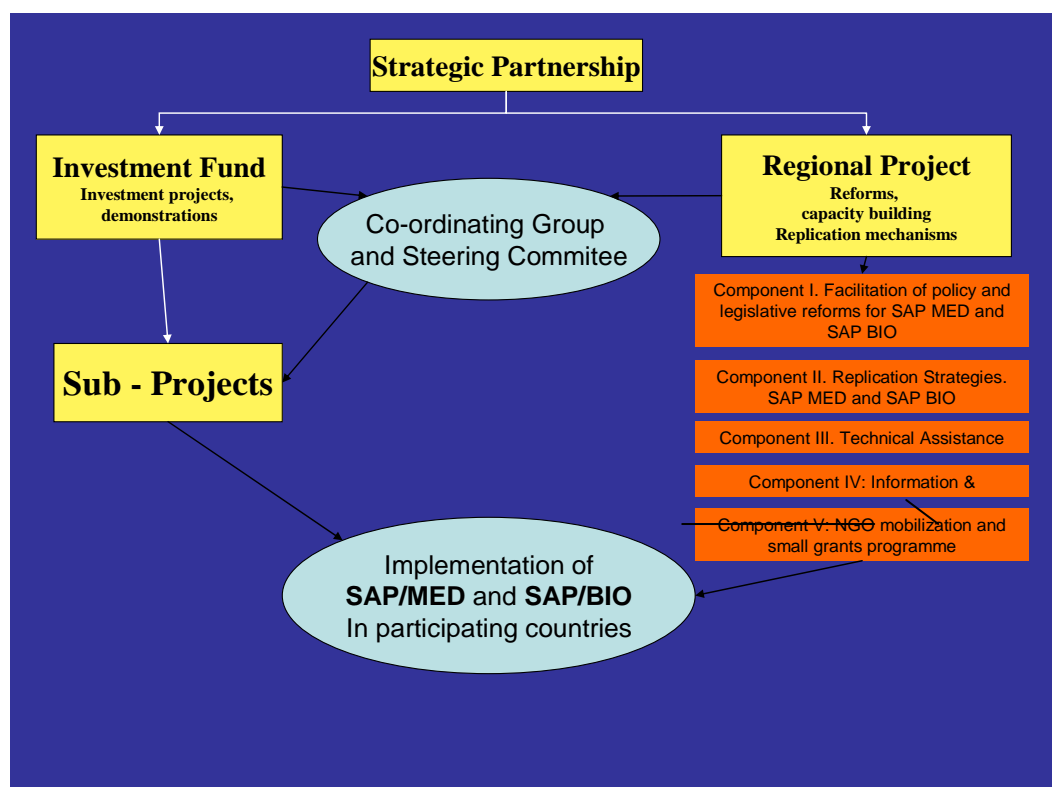 Strategic Partnership
Investment Fund
Investment projects,
demonstrations
Regional Project
Reforms,
capacity building
Replication mechanisms
Co-ordinating Group
and Steering Commitee
Component I. Facilitation of policy and
legislative reforms for SAP MED and
SAP BIO
Sub - Projects
Component II. Replication Strategies.
SAP MED and SAP BIO
Component III. Technical Assistance
Component IV: Information &
Component V: NGO mobilization and
small grants programme
Implementation of
SAP/MED and SAP/BIO
In participating countries